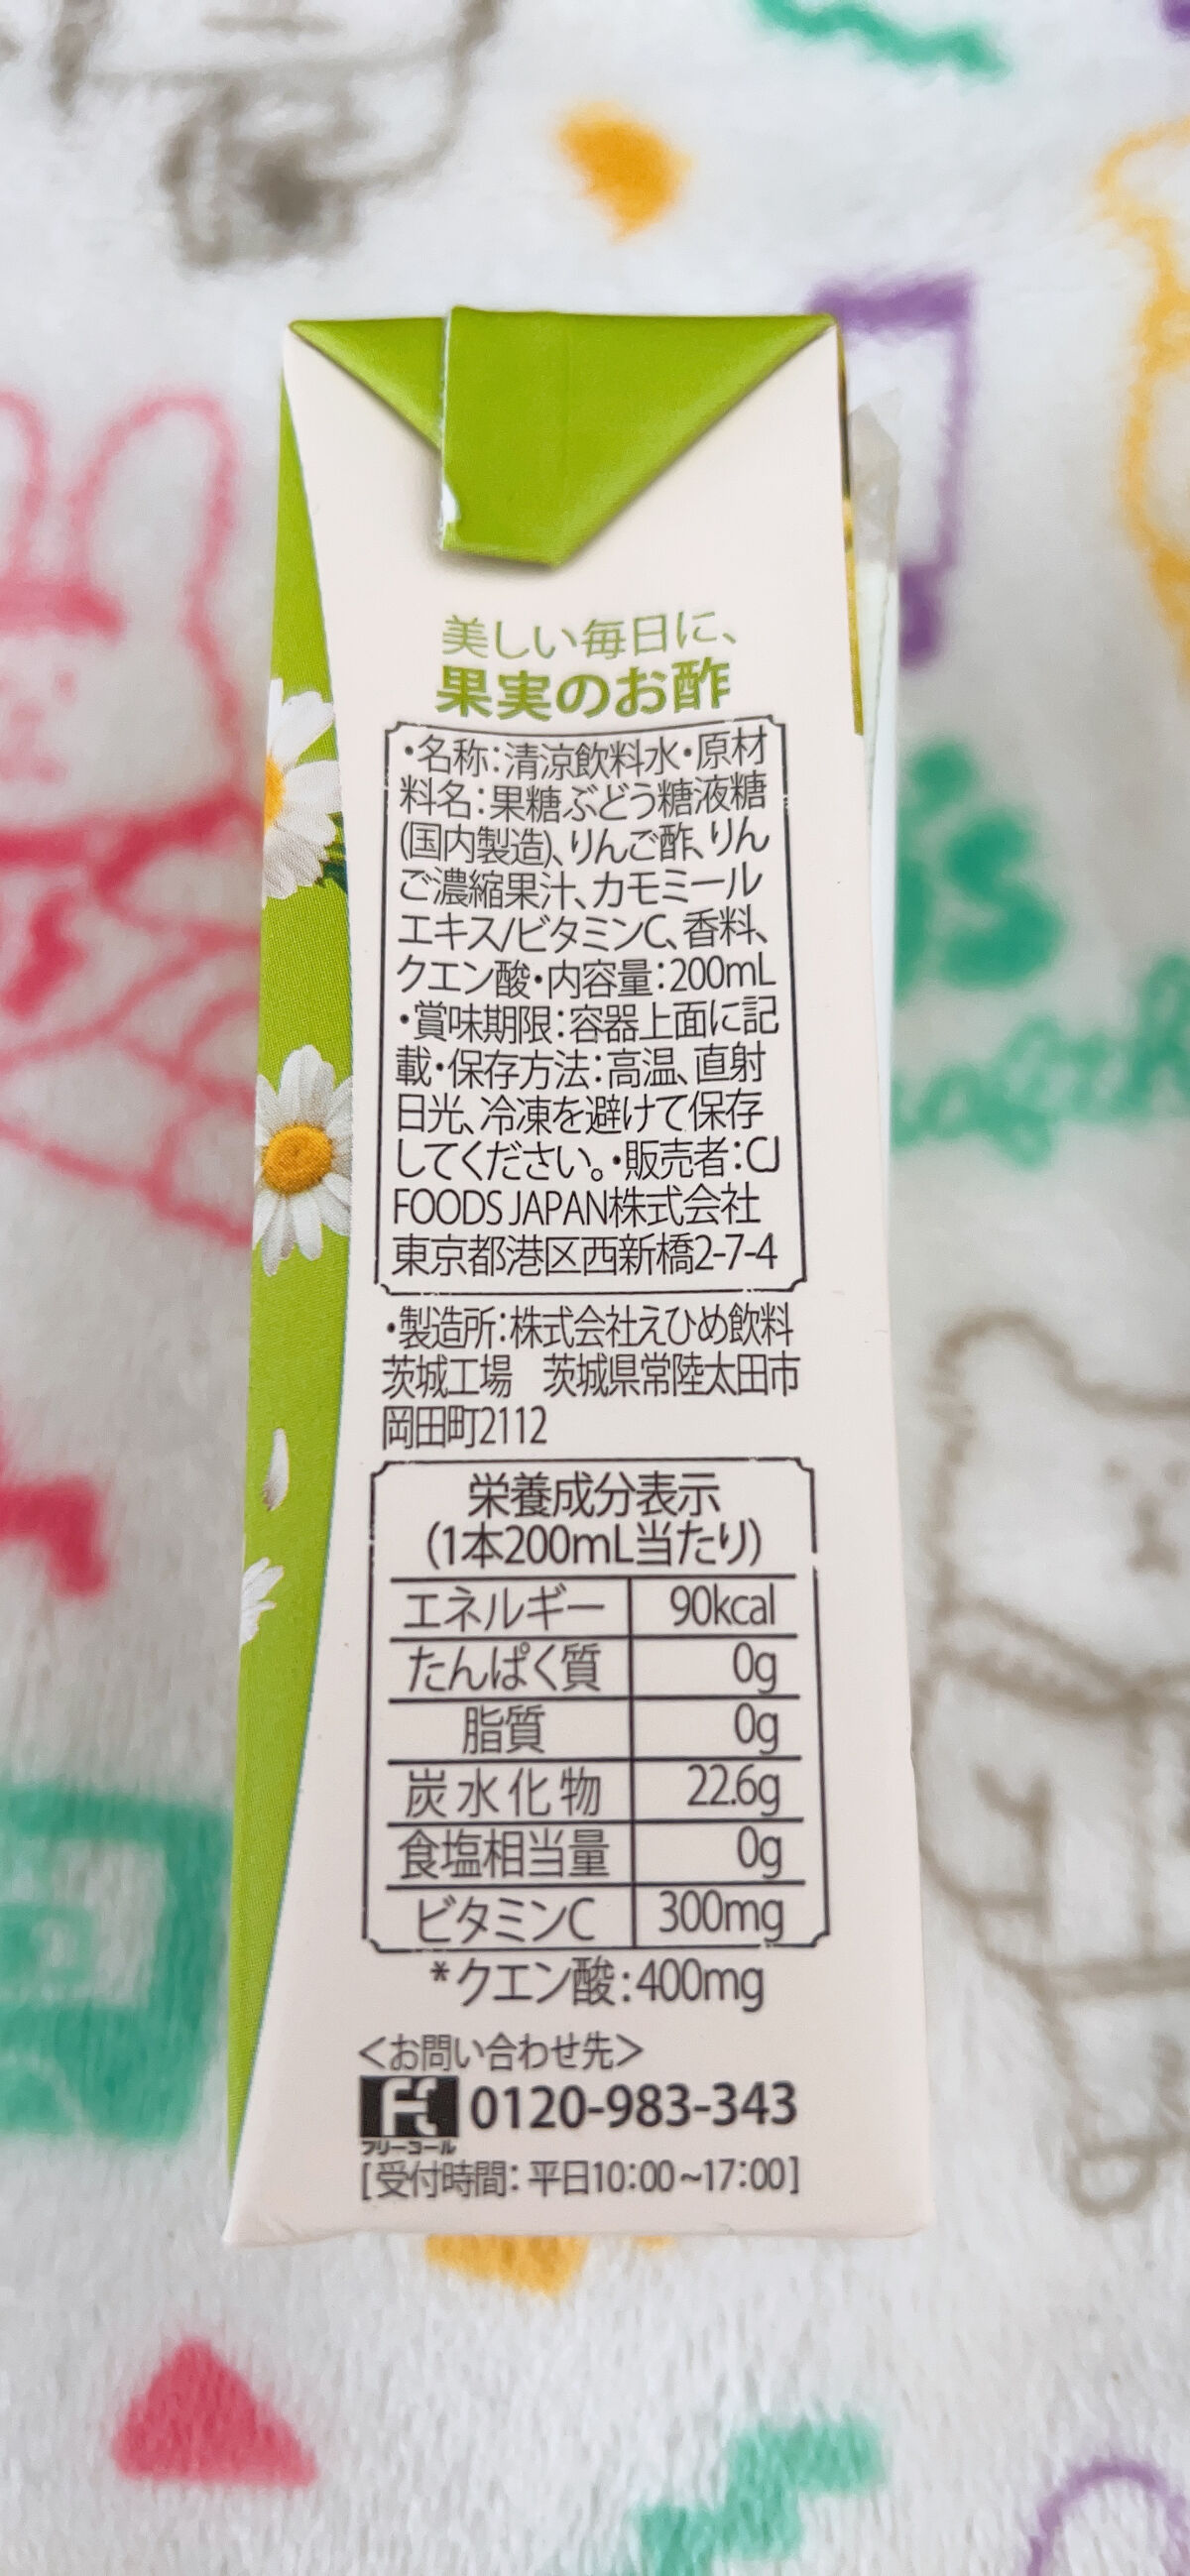 美しい毎日に、
果実のお酢
・名称：清涼飲料水・原材
料名：果糖ぶどう糖液糖
(国内製造)、りんご酢、りん
ご濃縮果汁、カモミール
エキス/ビタミンC、香料、
クエン酸・内容量：200mL
・賞味期限：容器上面に記
載・保存方法：高温、直射
日光、冷凍を避けて保存
してください。・販売者：CJ
FOODS JAPAN株式会社
東京都港区西新橋2-7-4
・製造所：株式会社えひめ飲料
茨城工場　茨城県常陸太田市
岡田町2112
栄養成分表示
(1本200mL当たり)
エネルギー 90kcal
たんぱく質 0g
脂質 0g
炭水化物 22.6g
食塩相当量 0g
ビタミンC 300mg
*クエン酸：400mg
＜お問い合わせ先＞
0120-983-343
フリーコール
[受付時間：平日10：00～17：00]